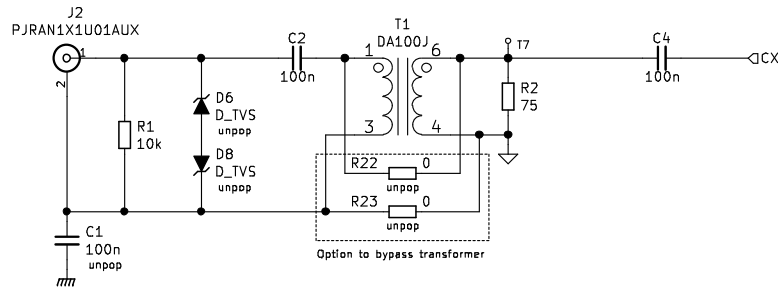 J2
PJRAN1X1U01AUX
1
2
R1
10k
D6
D_TVS
unpop
D8
D_TVS
unpop
C1
100n
unpop
C2
100n
T1
DA100J
1
6
3
4
R22
0
unpop
R23
0
unpop
Option to bypass transformer
T7
R2
75
C4
100n
CX